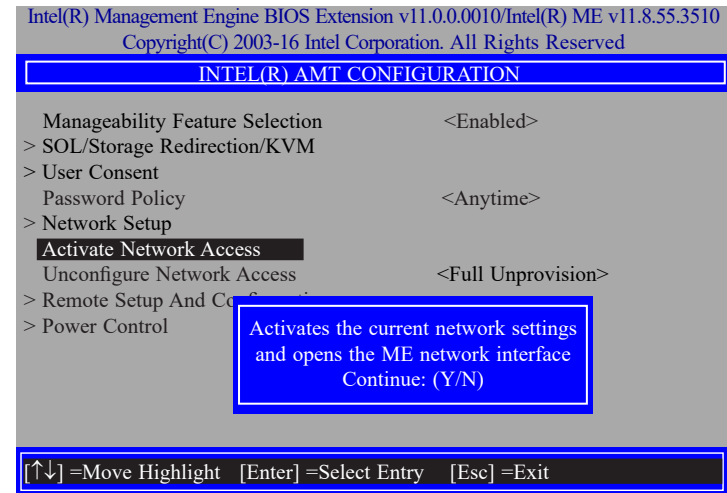 Intel(R) Management Engine BIOS Extension v11.0.0.0010/Intel(R) ME v11.8.55.3510
Copyright(C) 2003-16 Intel Corporation. All Rights Reserved
INTEL(R) AMT CONFIGURATION
Manageability Feature Selection <Enabled>
> SOL/Storage Redirection/KVM
> User Consent
Password Policy <Anytime>
> Network Setup
Activate Network Access
Unconfigure Network Access <Full Unprovision>
> Remote Setup And
> Power Control
Activates the current network settings
and opens the ME network interface
Continue: (Y/N)
[↑↓] =Move Highlight [Enter] =Select Entry [Esc] =Exit